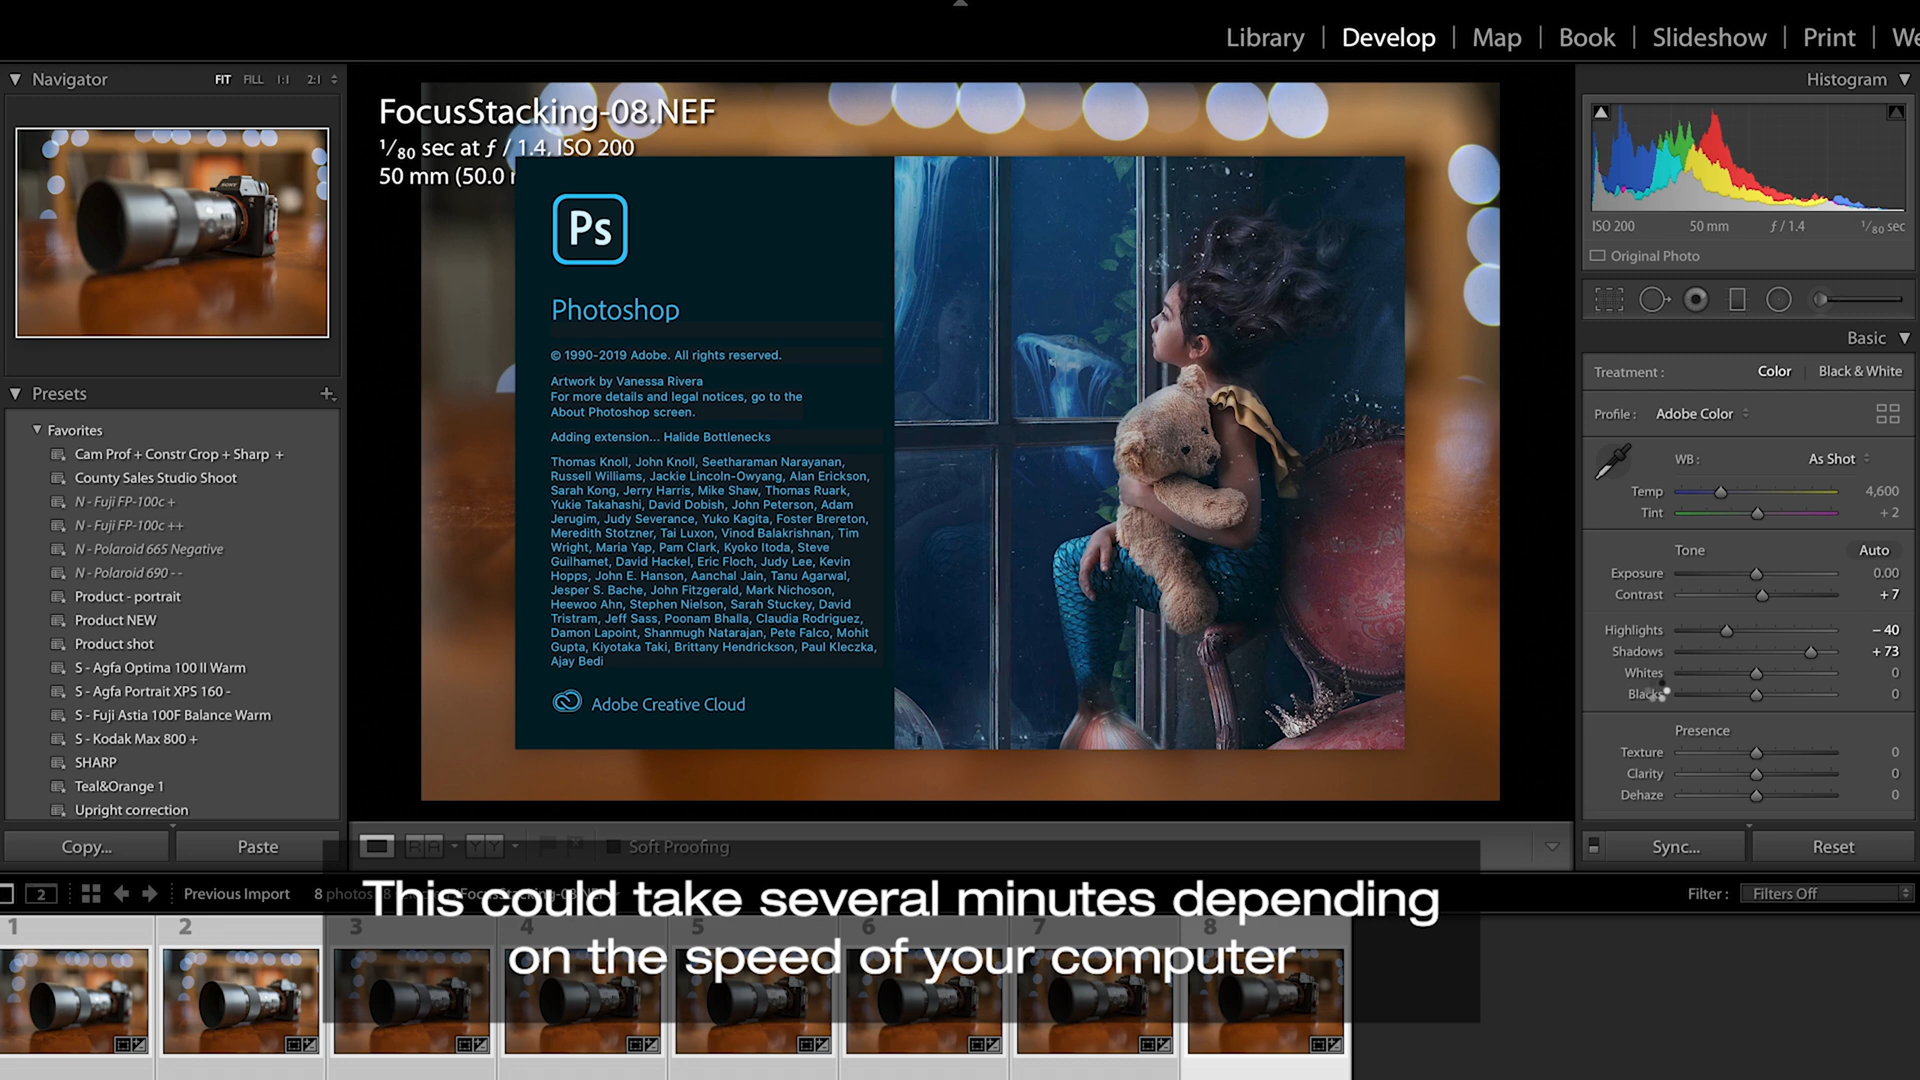 Library | Develop | Map | Book | Slideshow | Print | We
Navigator FIT FILL 1:1 2:1
Histogram
FocusStacking-08.NEF
1/80 sec at ƒ / 1.4, ISO 200
50 mm (50.0
ISO 200 50 mm ƒ / 1.4 1/80 sec
Original Photo
SONY
Ps
Photoshop
© 1990-2019 Adobe. All rights reserved.
Artwork by Vanessa Rivera
For more details and legal notices, go to the
About Photoshop screen.
Adding extension... Halide Bottlenecks
Thomas Knoll, John Knoll, Seetharaman Narayanan,
Russell Williams, Jackie Lincoln-Owyang, Alan Erickson,
Sarah Kong, Jerry Harris, Mike Shaw, Thomas Ruark,
Yukie Takahashi, David Dobish, John Peterson, Adam
Jerugim, Judy Severance, Yuko Kagita, Foster Brereton,
Meredith Stotzner, Tai Luxon, Vinod Balakrishnan, Tim
Wright, Maria Yap, Pam Clark, Kyoko Itoda, Steve
Guilhamet, David Hackel, Eric Floch, Judy Lee, Kevin
Hopps, John E. Hanson, Aanchal Jain, Tanu Agarwal,
Jesper S. Bache, John Fitzgerald, Mark Nichoson,
Heewoo Ahn, Stephen Nielson, Sarah Stuckey, David
Tristram, Jeff Sass, Poonam Bhalla, Claudia Rodriguez,
Damon Lapoint, Shanmugh Natarajan, Pete Falco, Mohit
Gupta, Kiyotaka Taki, Brittany Hendrickson, Paul Kleczka,
Ajay Bedi
Adobe Creative Cloud
Presets +
Favorites
Cam Prof + Constr Crop + Sharp +
County Sales Studio Shoot
N - Fuji FP-100c +
N - Fuji FP-100c ++
N - Polaroid 665 Negative
N - Polaroid 690 - -
Product - portrait
Product NEW
Product shot
S - Agfa Optima 100 II Warm
S - Agfa Portrait XPS 160 -
S - Fuji Astia 100F Balance Warm
S - Kodak Max 800 +
SHARP
Teal&Orange 1
Upright correction
Copy... Paste
Basic
Treatment : Color | Black & White
Profile : Adobe Color
WB : As Shot
Temp 4,600
Tint + 2
Tone Auto
Exposure 0.00
Contrast + 7
Highlights – 40
Shadows + 73
Whites 0
Blacks 0
Presence
Texture 0
Clarity 0
Dehaze 0
Sync... Reset
R A Y Y Soft Proofing
2 Previous Import 8 photos
Filter : Filters Off
This could take several minutes depending
on the speed of your computer
1 2 3 4 5 6 7 8